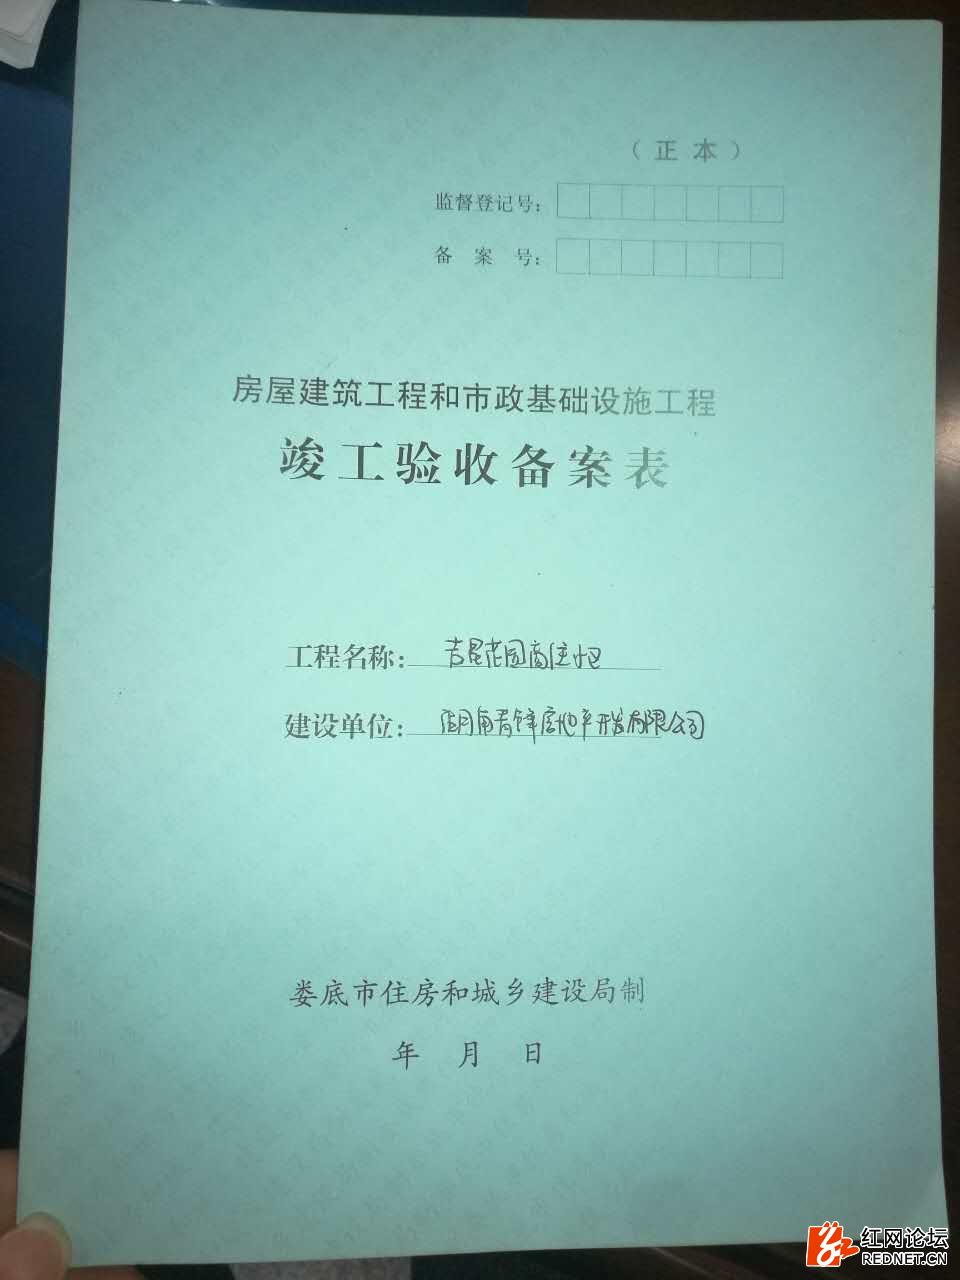 （正本）
监督登记号：
备案号：
房屋建筑工程和市政基础设施工程
竣工验收备案表
工程名称：吉星花园商住小区
建设单位：湖南青锋房地产开发有限公司
娄底市住房和城乡建设局制
年 月 日
红网论坛
REDNET.CN